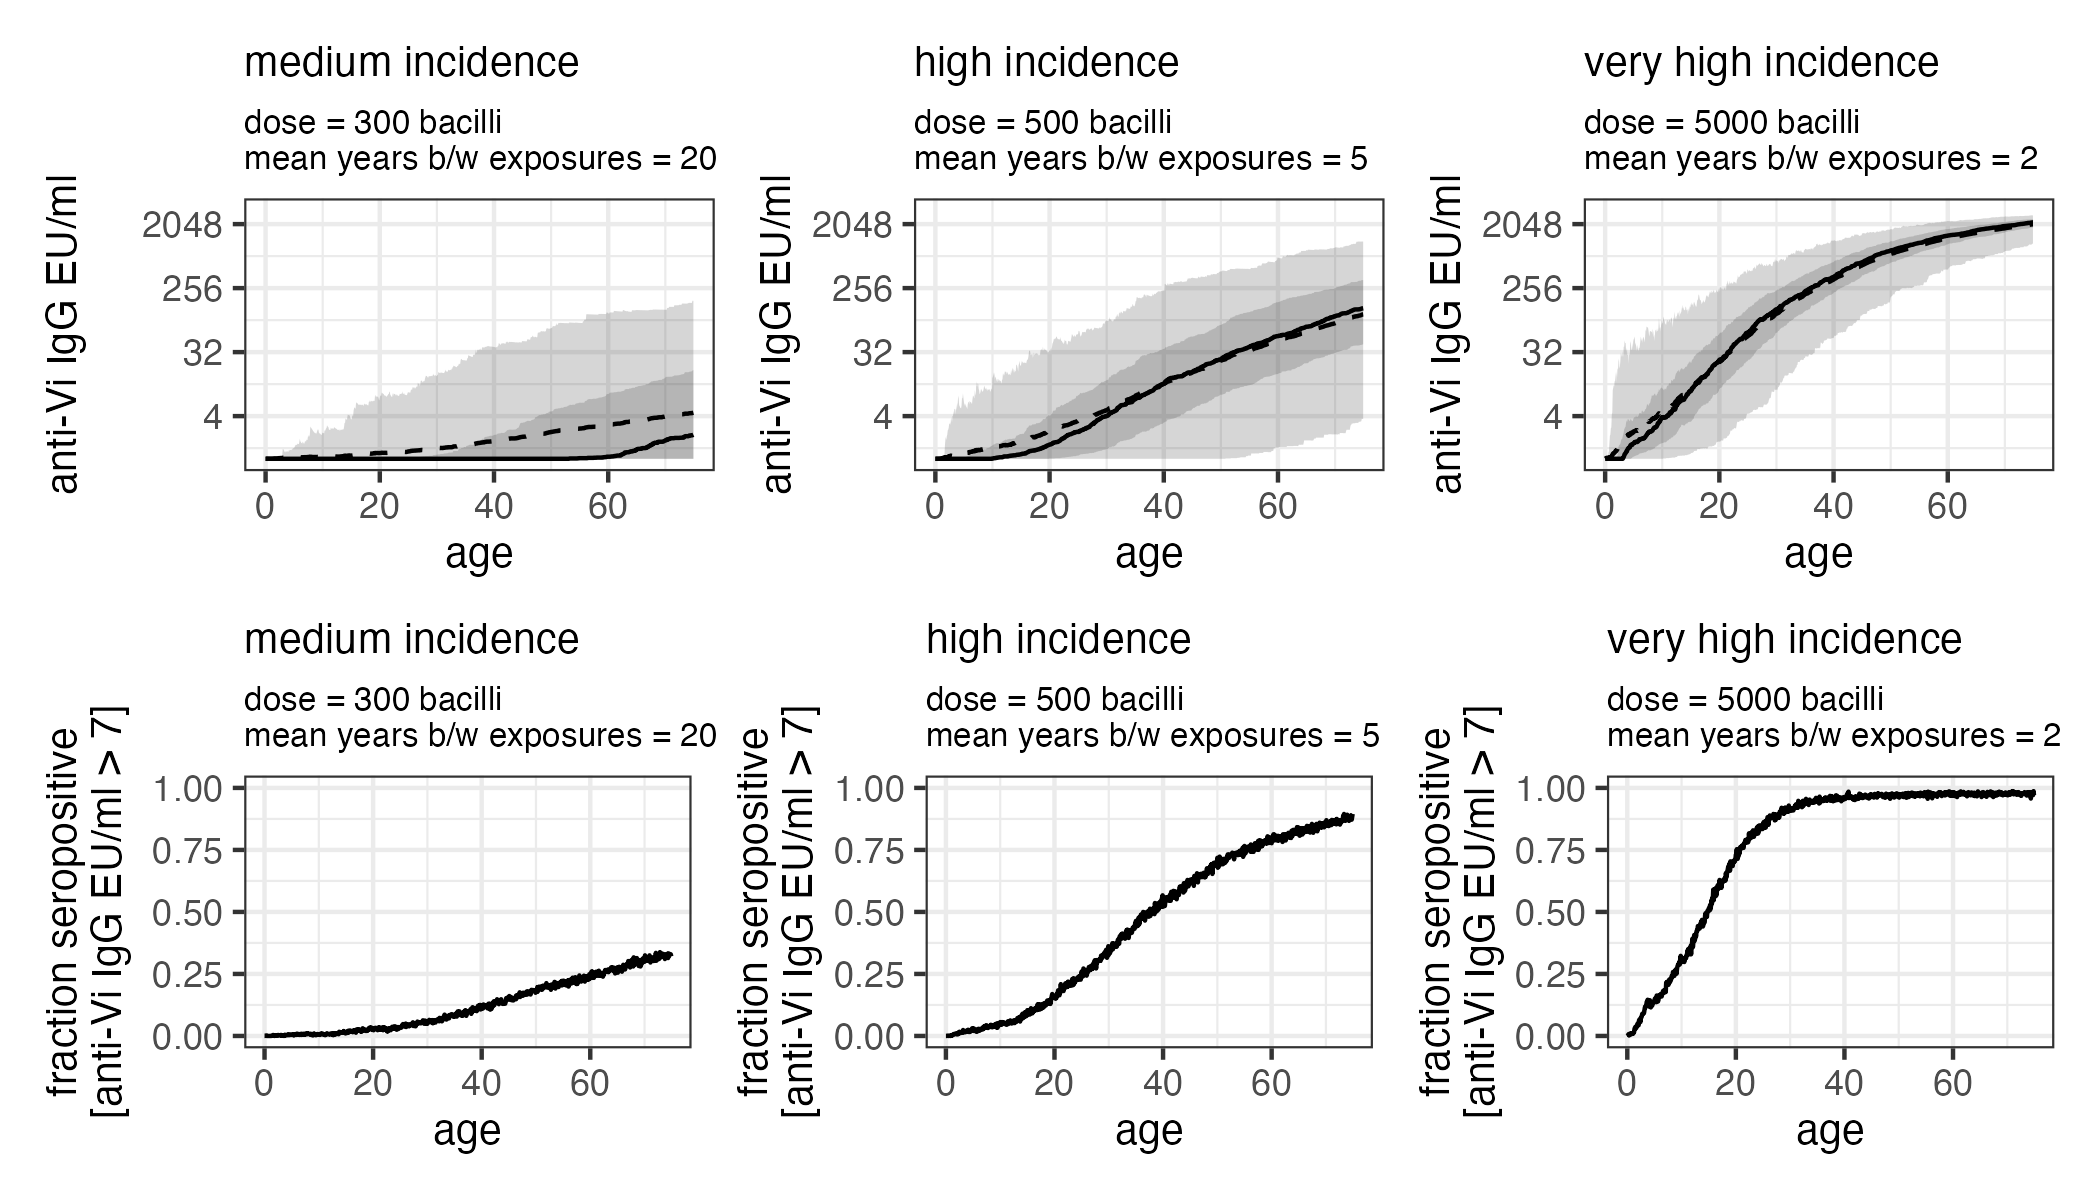 medium incidence
dose = 300 bacilli
mean years b/w exposures = 20
anti-Vi IgG EU/ml
2048
256
32
4
0 20 40 60
age
high incidence
dose = 500 bacilli
mean years b/w exposures = 5
anti-Vi IgG EU/ml
2048
256
32
4
0 20 40 60
age
very high incidence
dose = 5000 bacilli
mean years b/w exposures = 2
anti-Vi IgG EU/ml
2048
256
32
4
0 20 40 60
age
medium incidence
dose = 300 bacilli
mean years b/w exposures = 20
fraction seropositive
[anti-Vi IgG EU/ml > 7]
1.00
0.75
0.50
0.25
0.00
0 20 40 60
age
high incidence
dose = 500 bacilli
mean years b/w exposures = 5
fraction seropositive
[anti-Vi IgG EU/ml > 7]
1.00
0.75
0.50
0.25
0.00
0 20 40 60
age
very high incidence
dose = 5000 bacilli
mean years b/w exposures = 2
fraction seropositive
[anti-Vi IgG EU/ml > 7]
1.00
0.75
0.50
0.25
0.00
0 20 40 60
age